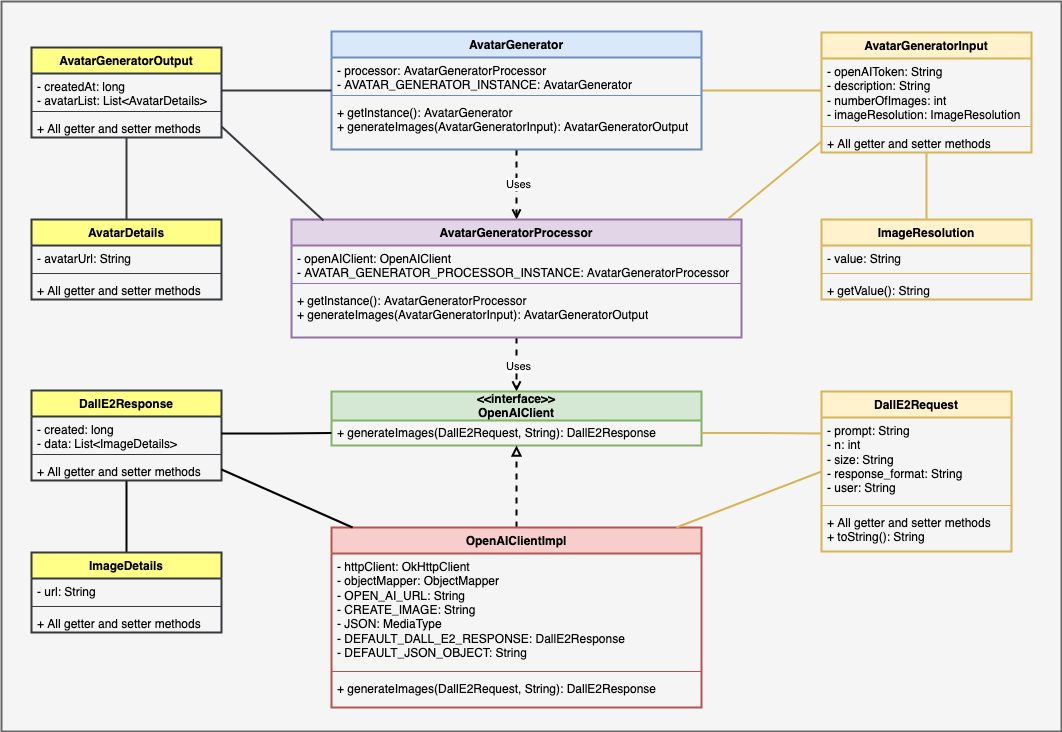 AvatarGeneratorOutput
- createdAt: long
- avatarList: List<AvatarDetails>
+ All getter and setter methods
AvatarGenerator
- processor: AvatarGeneratorProcessor
- AVATAR_GENERATOR_INSTANCE: AvatarGenerator
+ getInstance(): AvatarGenerator
+ generateImages(AvatarGeneratorInput): AvatarGeneratorOutput
AvatarGeneratorInput
- openAIToken: String
- description: String
- numberOfImages: int
- imageResolution: ImageResolution
+ All getter and setter methods
Uses
AvatarDetails
- avatarUrl: String
+ All getter and setter methods
AvatarGeneratorProcessor
- openAIClient: OpenAIClient
- AVATAR_GENERATOR_PROCESSOR_INSTANCE: AvatarGeneratorProcessor
+ getInstance(): AvatarGeneratorProcessor
+ generateImages(AvatarGeneratorInput): AvatarGeneratorOutput
ImageResolution
- value: String
+ getValue(): String
Uses
DallE2Response
- created: long
- data: List<ImageDetails>
+ All getter and setter methods
<<interface>>
OpenAIClient
+ generateImages(DallE2Request, String): DallE2Response
DallE2Request
- prompt: String
- n: int
- size: String
- response_format: String
- user: String
+ All getter and setter methods
+ toString(): String
ImageDetails
- url: String
+ All getter and setter methods
OpenAIClientImpl
- httpClient: OkHttpClient
- objectMapper: ObjectMapper
- OPEN_AI_URL: String
- CREATE_IMAGE: String
- JSON: MediaType
- DEFAULT_DALL_E2_RESPONSE: DallE2Response
- DEFAULT_JSON_OBJECT: String
+ generateImages(DallE2Request, String): DallE2Response